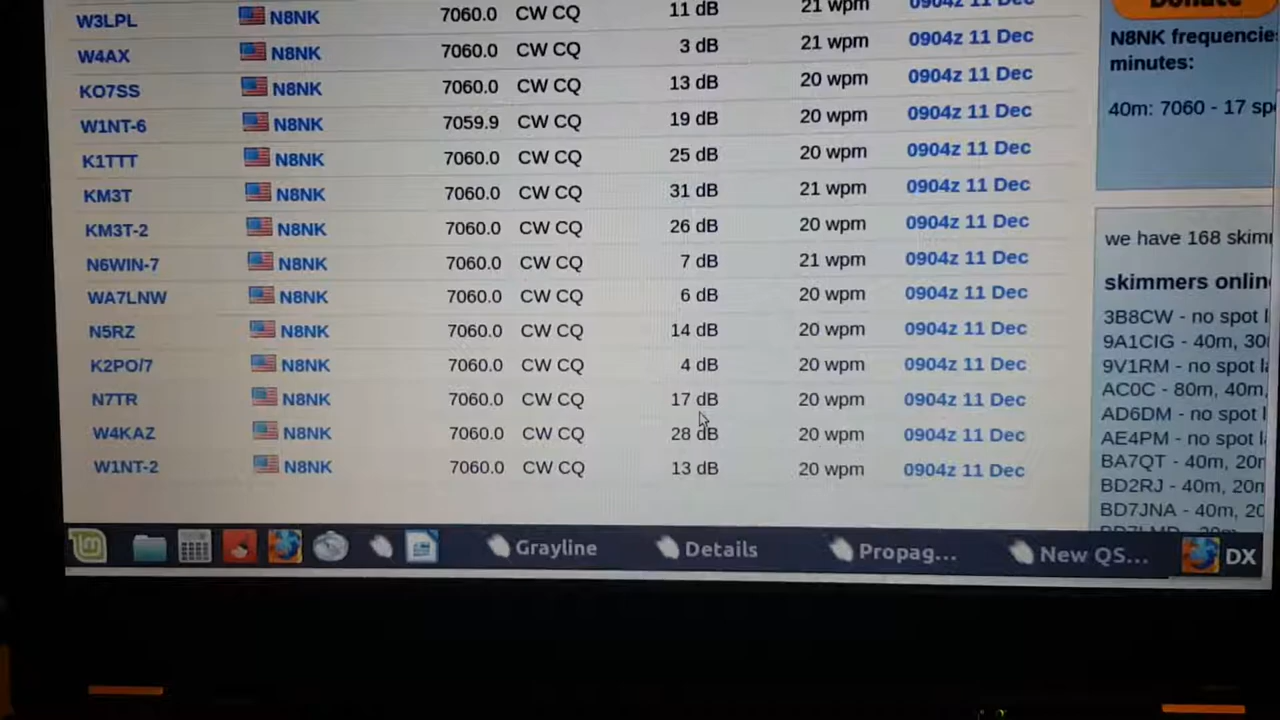 W3LPL N8NK 7060.0 CW CQ 11 dB 21 wpm 0904z 11 Dec
W4AX N8NK 7060.0 CW CQ 3 dB 21 wpm 0904z 11 Dec
KO7SS N8NK 7060.0 CW CQ 13 dB 20 wpm 0904z 11 Dec
W1NT-6 N8NK 7059.9 CW CQ 19 dB 20 wpm 0904z 11 Dec
K1TTT N8NK 7060.0 CW CQ 25 dB 20 wpm 0904z 11 Dec
KM3T N8NK 7060.0 CW CQ 31 dB 21 wpm 0904z 11 Dec
KM3T-2 N8NK 7060.0 CW CQ 26 dB 20 wpm 0904z 11 Dec
N6WIN-7 N8NK 7060.0 CW CQ 7 dB 21 wpm 0904z 11 Dec
WA7LNW N8NK 7060.0 CW CQ 6 dB 20 wpm 0904z 11 Dec
N5RZ N8NK 7060.0 CW CQ 14 dB 20 wpm 0904z 11 Dec
K2PO/7 N8NK 7060.0 CW CQ 4 dB 20 wpm 0904z 11 Dec
N7TR N8NK 7060.0 CW CQ 17 dB 20 wpm 0904z 11 Dec
W4KAZ N8NK 7060.0 CW CQ 28 dB 20 wpm 0904z 11 Dec
W1NT-2 N8NK 7060.0 CW CQ 13 dB 20 wpm 0904z 11 Dec
Donate
N8NK frequencie
minutes:
40m: 7060 - 17 sp
we have 168 skim
skimmers onlin
3B8CW - no spot l
9A1CIG - 40m, 30
9V1RM - no spot la
AC0C - 80m, 40m,
AD6DM - no spot l
AE4PM - no spot la
BA7QT - 40m, 20m
BD2RJ - 40m, 20m
BD7JNA - 40m, 20
Grayline Details Propag... New QS... DX